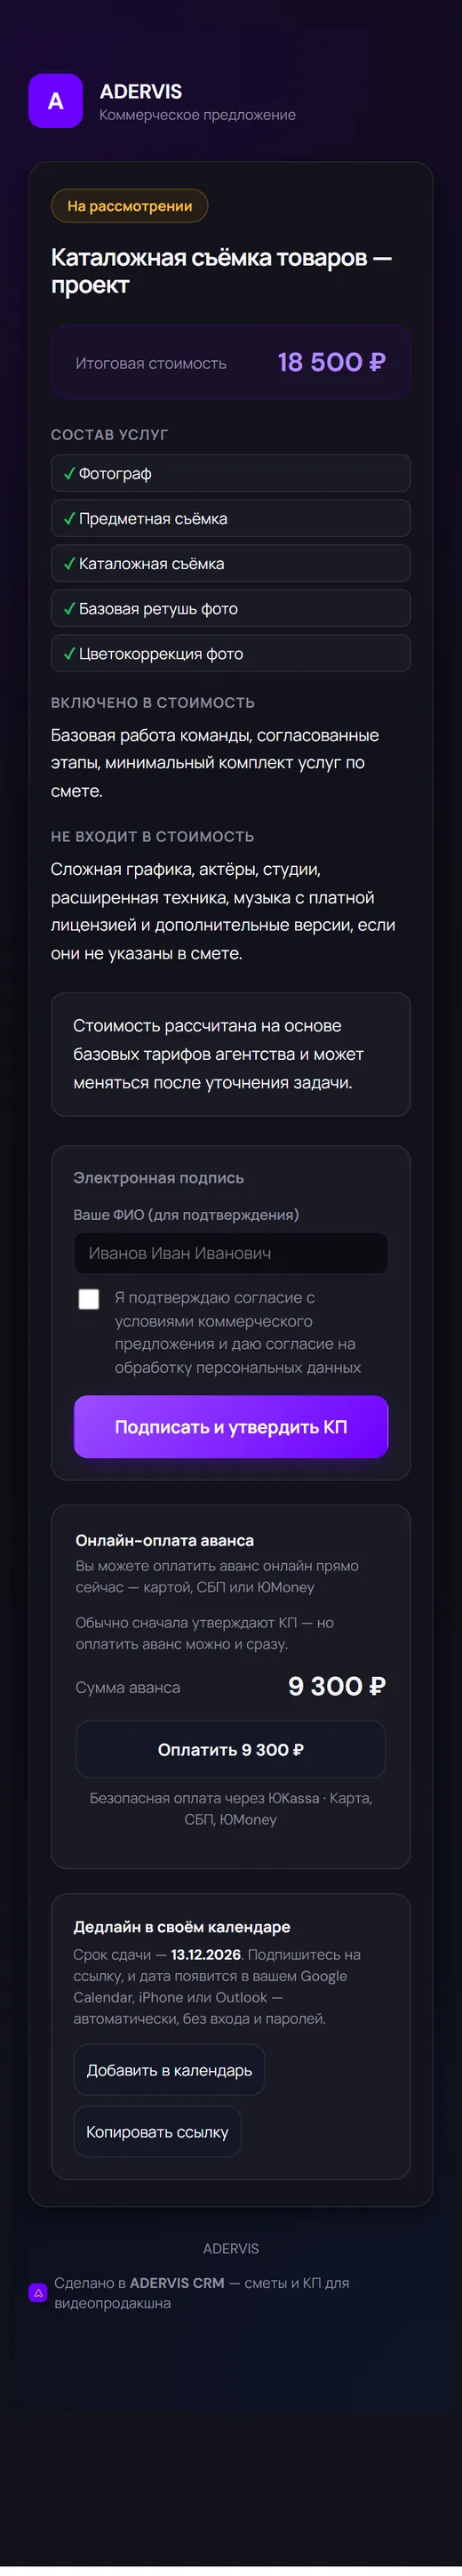 A
ADERVIS
Коммерческое предложение
На рассмотрении
Каталожная съёмка товаров —
проект
Итоговая стоимость
18 500 ₽
СОСТАВ УСЛУГ
✓ Фотограф
✓ Предметная съёмка
✓ Каталожная съёмка
✓ Базовая ретушь фото
✓ Цветокоррекция фото
ВКЛЮЧЕНО В СТОИМОСТЬ
Базовая работа команды, согласованные
этапы, минимальный комплект услуг по
смете.
НЕ ВХОДИТ В СТОИМОСТЬ
Сложная графика, актёры, студии,
расширенная техника, музыка с платной
лицензией и дополнительные версии, если
они не указаны в смете.
Стоимость рассчитана на основе
базовых тарифов агентства и может
меняться после уточнения задачи.
Электронная подпись
Ваше ФИО (для подтверждения)
Иванов Иван Иванович
Я подтверждаю согласие с
условиями коммерческого
предложения и даю согласие на
обработку персональных данных
Подписать и утвердить КП
Онлайн-оплата аванса
Вы можете оплатить аванс онлайн прямо
сейчас — картой, СБП или ЮMoney
Обычно сначала утверждают КП — но
оплатить аванс можно и сразу.
Сумма аванса
9 300 ₽
Оплатить 9 300 ₽
Безопасная оплата через ЮKassa · Карта,
СБП, ЮMoney
Дедлайн в своём календаре
Срок сдачи — 13.12.2026. Подпишитесь на
ссылку, и дата появится в вашем Google
Calendar, iPhone или Outlook —
автоматически, без входа и паролей.
Добавить в календарь
Копировать ссылку
ADERVIS
Сделано в ADERVIS CRM — сметы и КП для
видеопродакшна